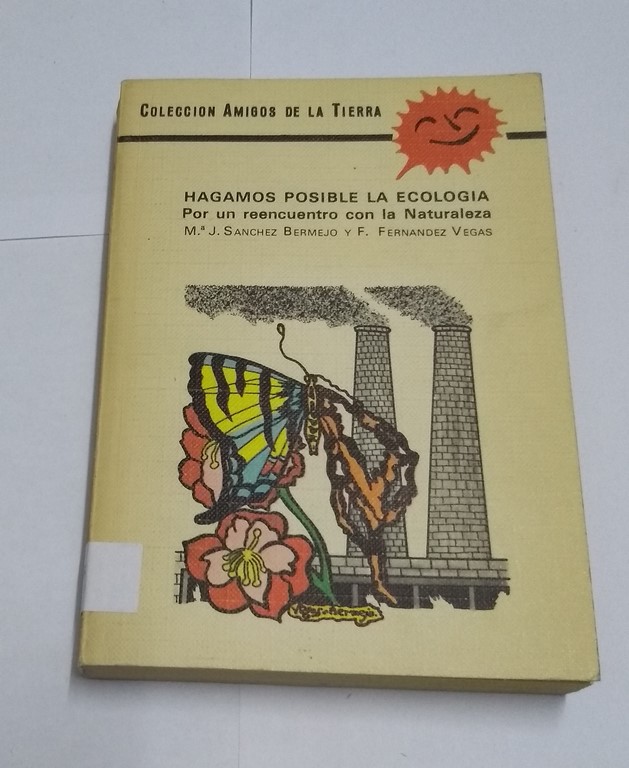 COLECCION AMIGOS DE LA TIERRA
HAGAMOS POSIBLE LA ECOLOGIA
Por un reencuentro con la Naturaleza
M.ª J. SANCHEZ BERMEJO Y F. FERNANDEZ VEGAS